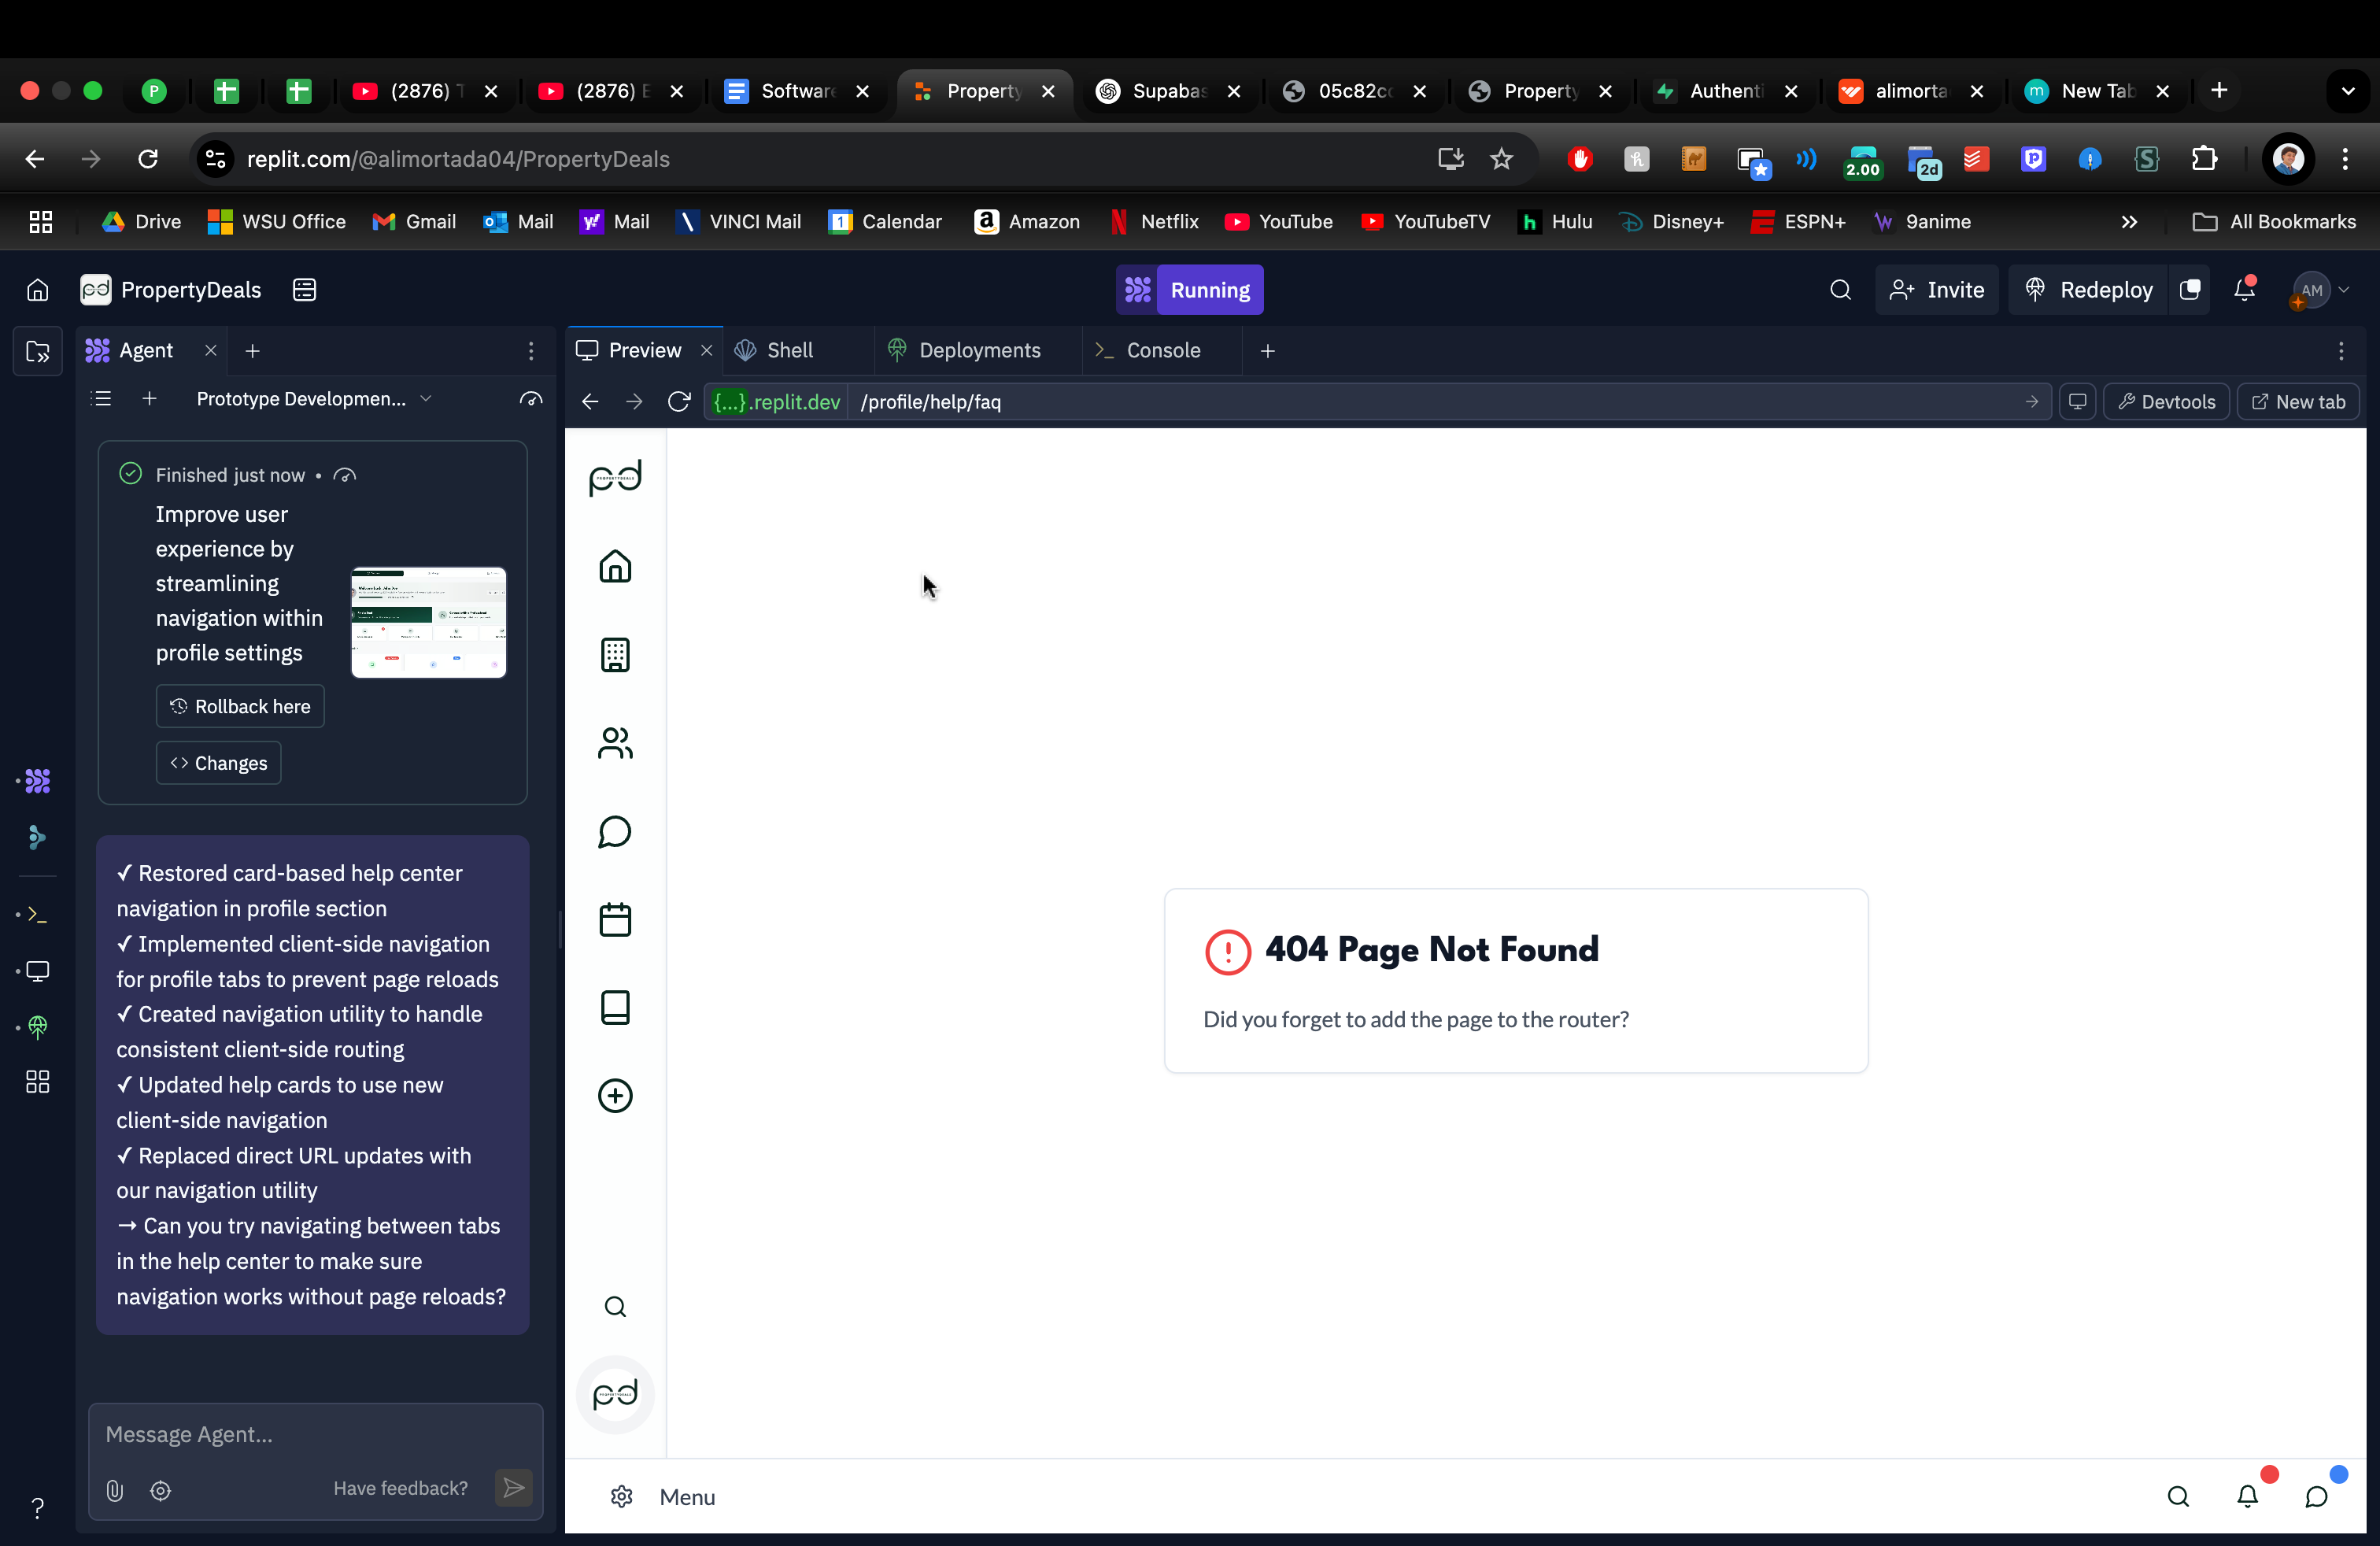 P
(2876) T
(2876) E
Software
Property
Supabas
05c82cc
Property
Authenti
alimorta
m
New Tab
replit.com/@alimortada04/PropertyDeals
2.00
2d
Drive
WSU Office
Gmail
Mail
Mail
VINCI Mail
Calendar
Amazon
Netflix
YouTube
YouTubeTV
Hulu
Disney+
ESPN+
9anime
All Bookmarks
pd
PropertyDeals
Running
Invite
Redeploy
AM
Agent
Preview
Shell
Deployments
Console
Prototype Developmen...
{...}.replit.dev
/profile/help/faq
Devtools
New tab
Finished just now •
Improve user
experience by
streamlining
navigation within
profile settings
Rollback here
Changes
✓ Restored card-based help center
navigation in profile section
✓ Implemented client-side navigation
for profile tabs to prevent page reloads
✓ Created navigation utility to handle
consistent client-side routing
✓ Updated help cards to use new
client-side navigation
✓ Replaced direct URL updates with
our navigation utility
→ Can you try navigating between tabs
in the help center to make sure
navigation works without page reloads?
Message Agent...
Have feedback?
pd
PROPERTYDEALS
404 Page Not Found
Did you forget to add the page to the router?
pd
PROPERTYDEALS
Menu